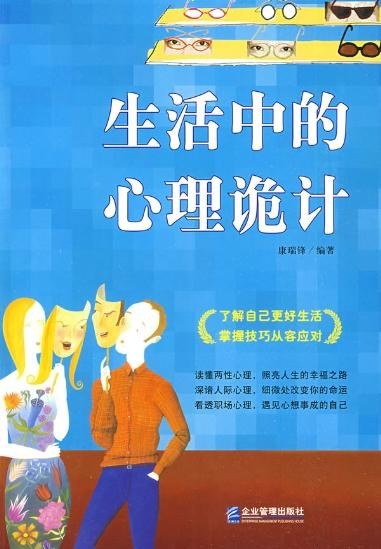 生活中的
心理诡计
康瑞锋／编著
了解自己更好生活
掌握技巧从容应对
读懂两性心理，照亮人生的幸福之路
深谙人际心理，细微处改变你的命运
看透职场心理，遇见心想事成的自己
企业管理出版社
ENTERPRISE MANAGEMENT PUBLISHING HOUSE